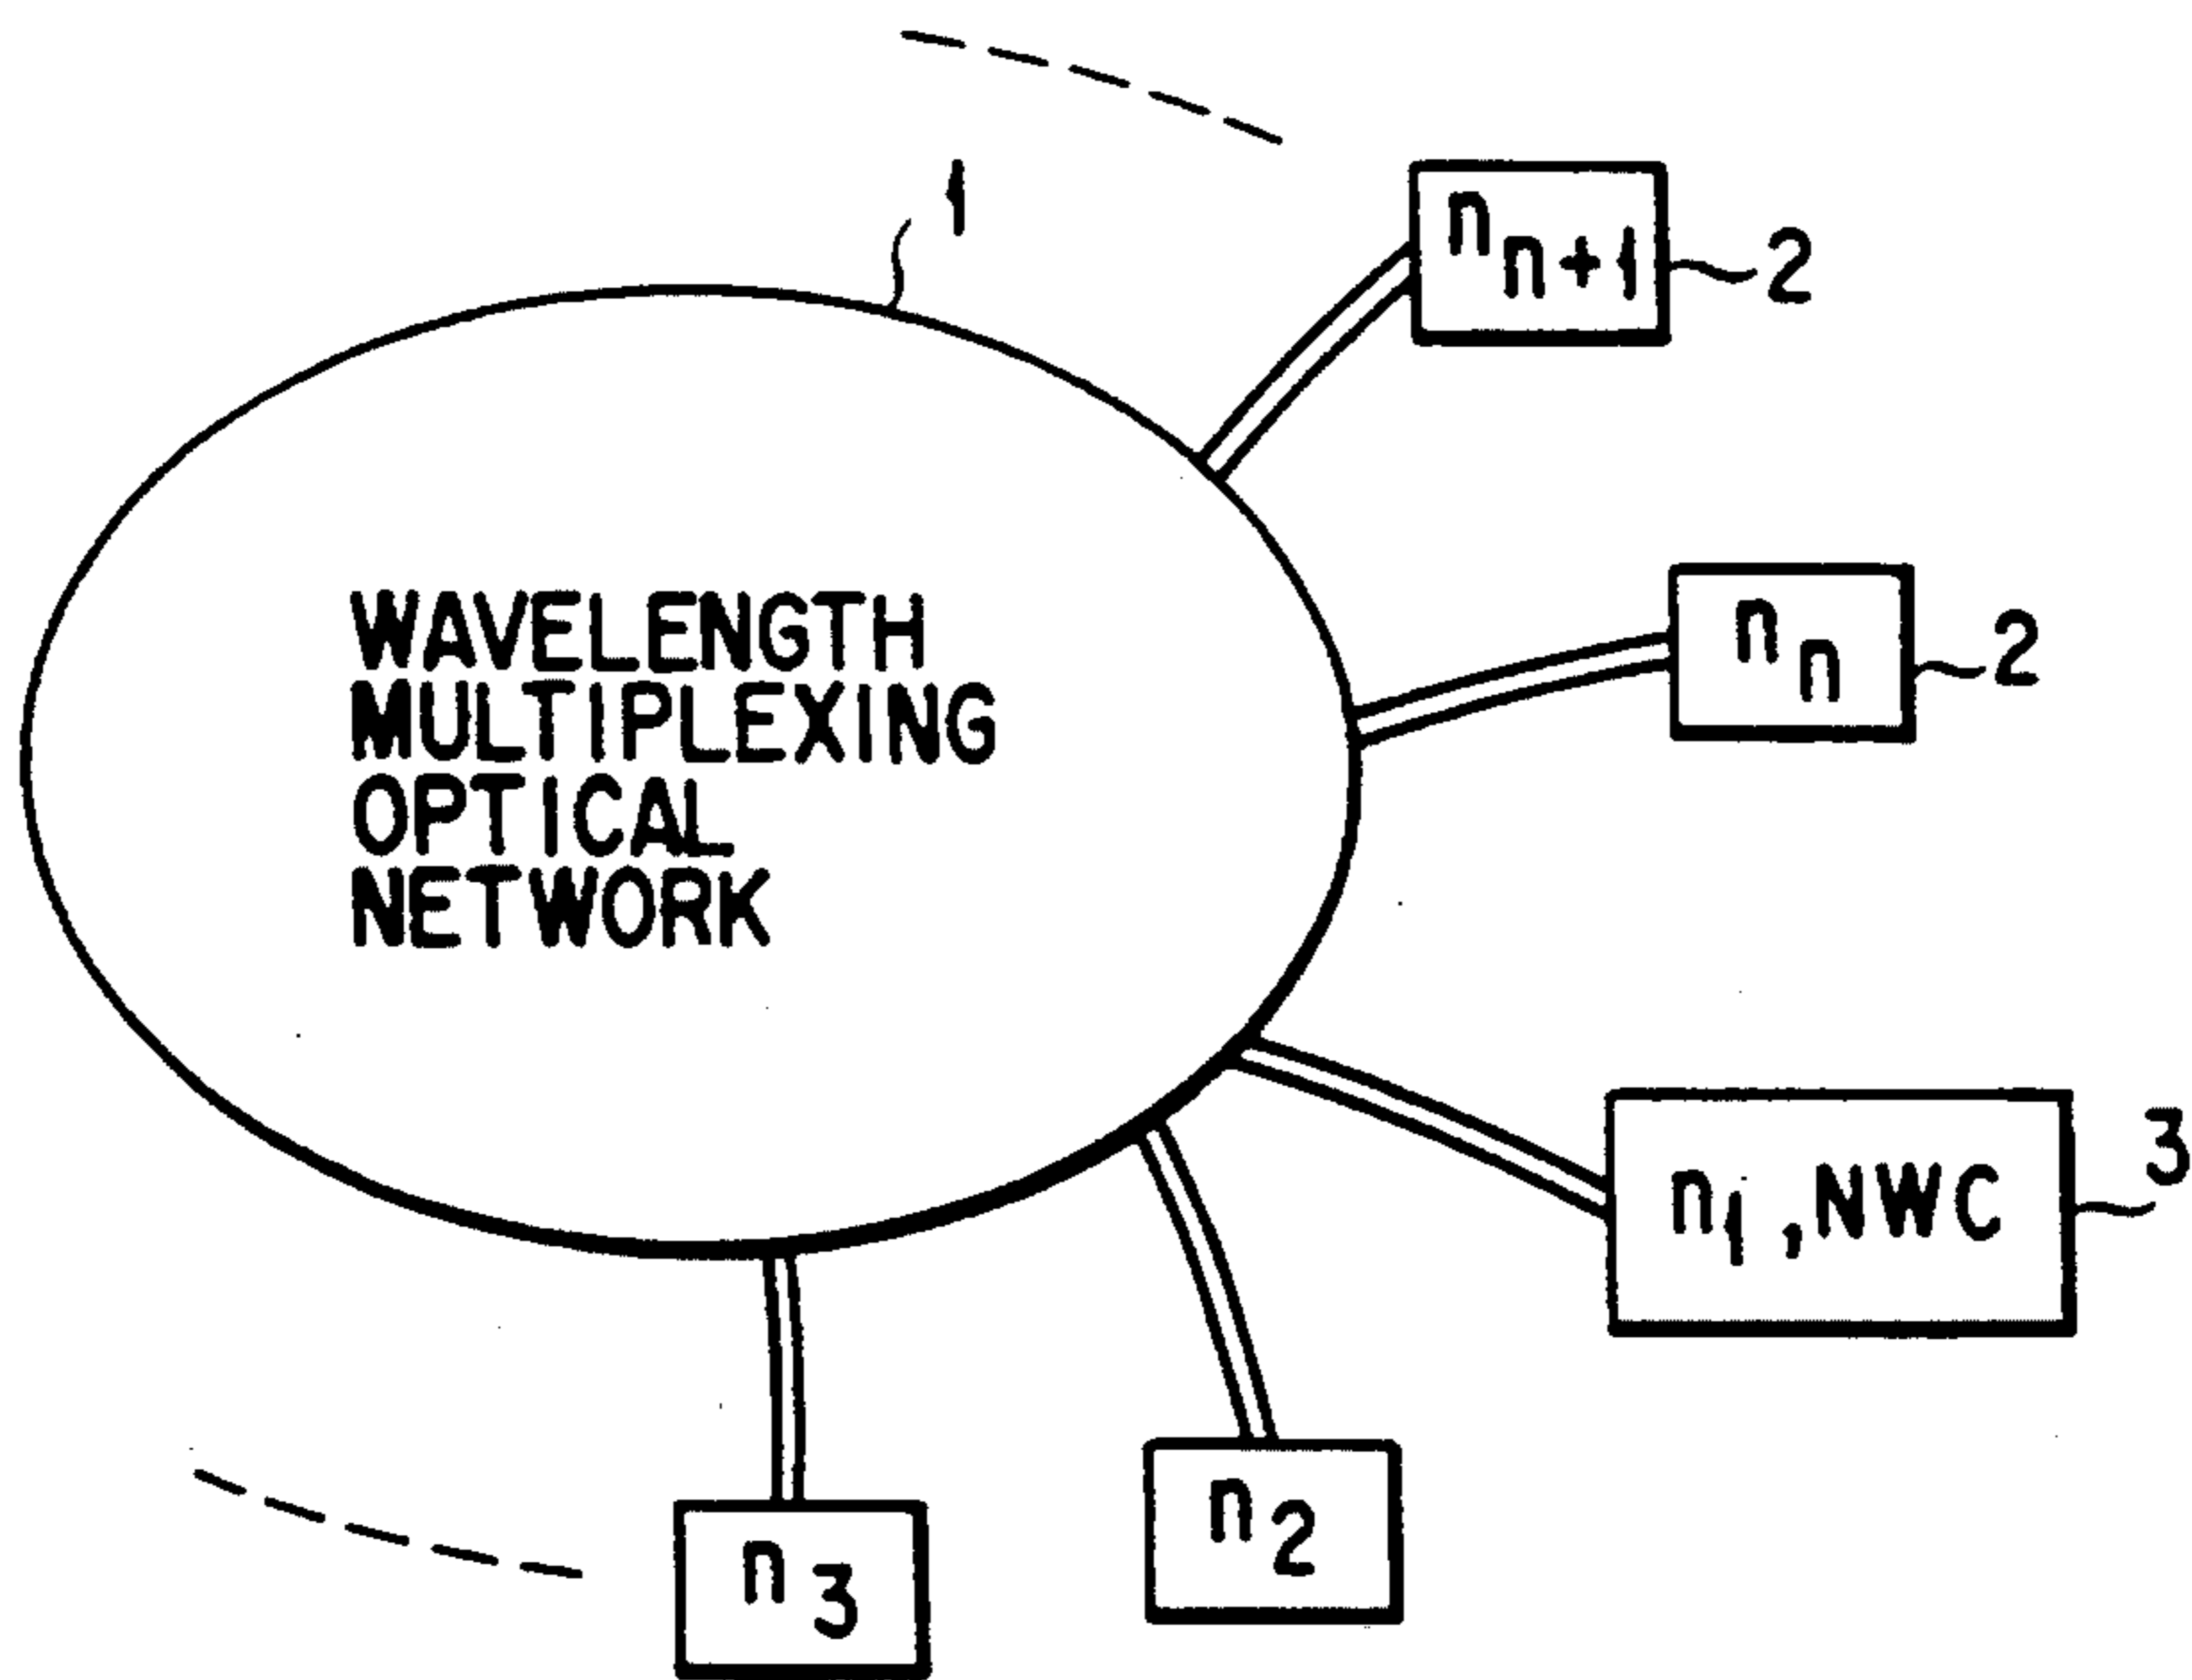 1
n n+1
2
WAVELENGTH
MULTIPLEXING
OPTICAL
NETWORK
n n
2
n 1 , NWC
3
n 2
n 3